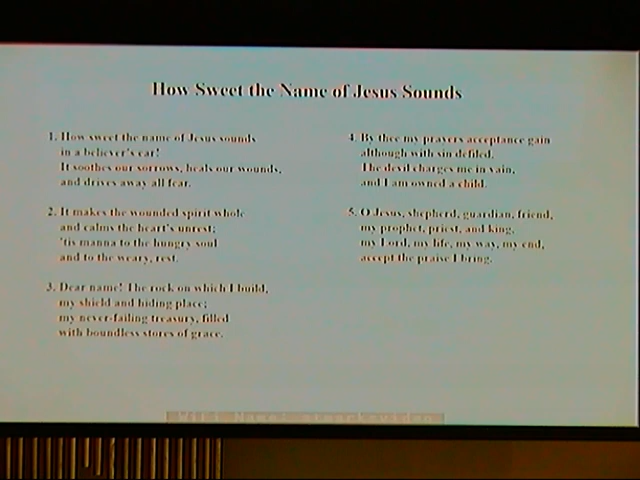 How Sweet the Name of Jesus Sounds
1. How sweet the name of Jesus sounds
in a believer's ear!
It soothes our sorrows, heals our wounds,
and drives away all fear.
2. It makes the wounded spirit whole
and calms the heart's unrest;
'tis manna to the hungry soul
and to the weary, rest.
3. Dear name! The rock on which I build,
my shield and hiding place;
my never-failing treasury, filled
with boundless stores of grace.
4. By thee my prayers acceptance gain
although with sin defiled.
The devil charges me in vain,
and I am owned a child.
5. O Jesus, shepherd, guardian, friend,
my prophet, priest, and king,
my Lord, my life, my way, my end,
accept the praise I bring.
WIFI Name: